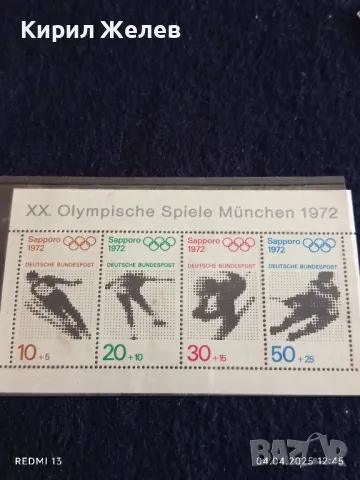 Кирил Желев
XX. Olympische Spiele München 1972
Sapporo 1972
DEUTSCHE BUNDESPOST
10+5
Sapporo 1972
DEUTSCHE BUNDESPOST
20+10
Sapporo 1972
DEUTSCHE BUNDESPOST
30+15
Sapporo 1972
DEUTSCHE BUNDESPOST
50+25
REDMI 13
04.04.2025 12:45
bazar